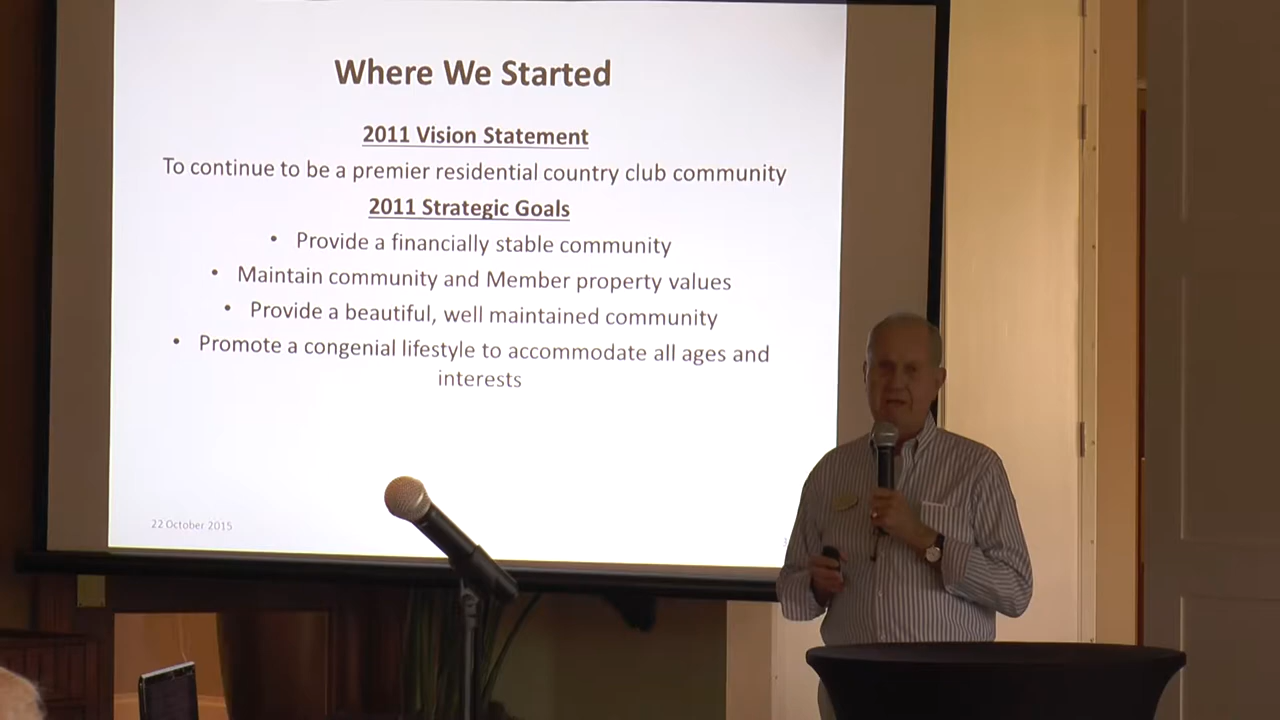 Where We Started
2011 Vision Statement
To continue to be a premier residential country club community
2011 Strategic Goals
• Provide a financially stable community
• Maintain community and Member property values
• Provide a beautiful, well maintained community
• Promote a congenial lifestyle to accommodate all ages and
interests
22 October 2015